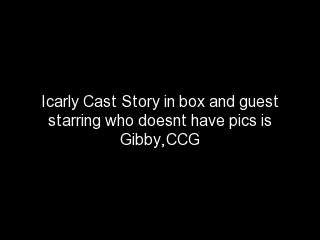 Icarly Cast Story in box and guest
starring who doesnt have pics is
Gibby,CCG